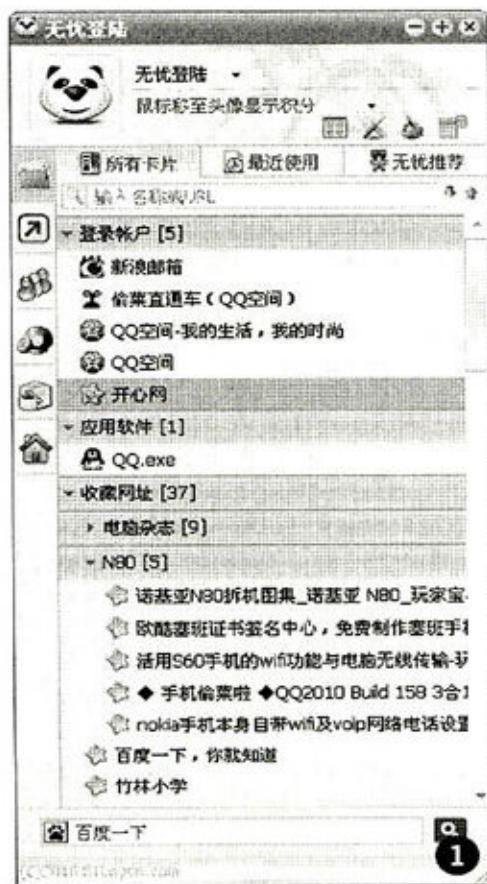 无忧登陆
无忧登陆
鼠标移至头像显示积分
所有卡片 最近使用 无忧推荐
输入名称或URL
登录帐户 [5]
新浪邮箱
偷菜直通车(QQ空间)
QQ空间-我的生活,我的时尚
QQ空间
开心网
应用软件 [1]
QQ.exe
收藏网址 [37]
电脑杂志 [9]
N80 [5]
诺基亚N80拆机图集_诺基亚 N80_玩家宝
欧酷塞班证书签名中心,免费制作塞班手机
活用S60手机的wifi功能与电脑无线传输-玩
◆ 手机偷菜啦 ◆QQ2010 Build 158 3合1
nokia手机本身自带wifi及voip网络电话设置
百度一下,你就知道
竹林小学
百度一下
1